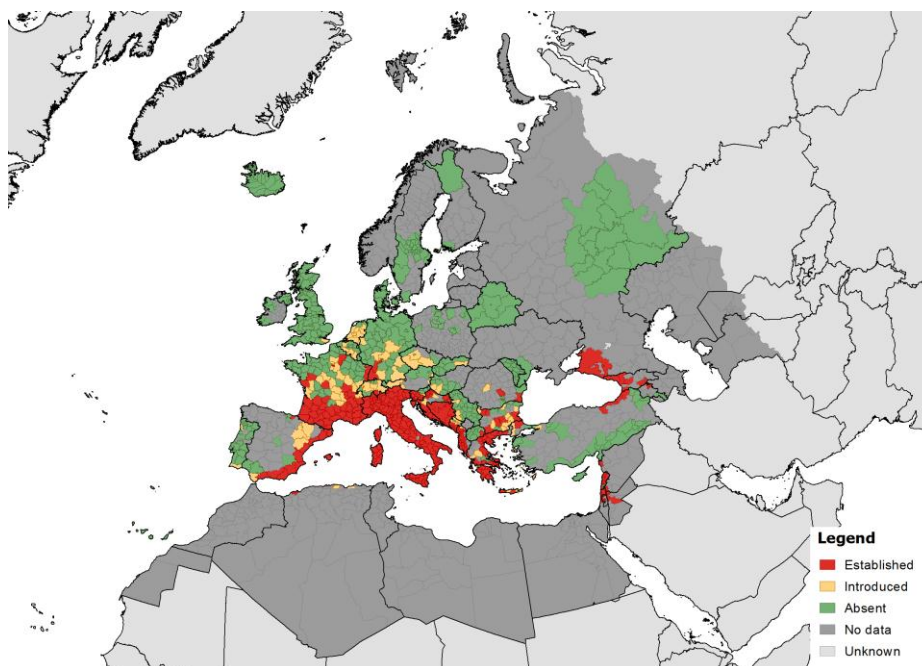 Legend
Established
Introduced
Absent
No data
Unknown